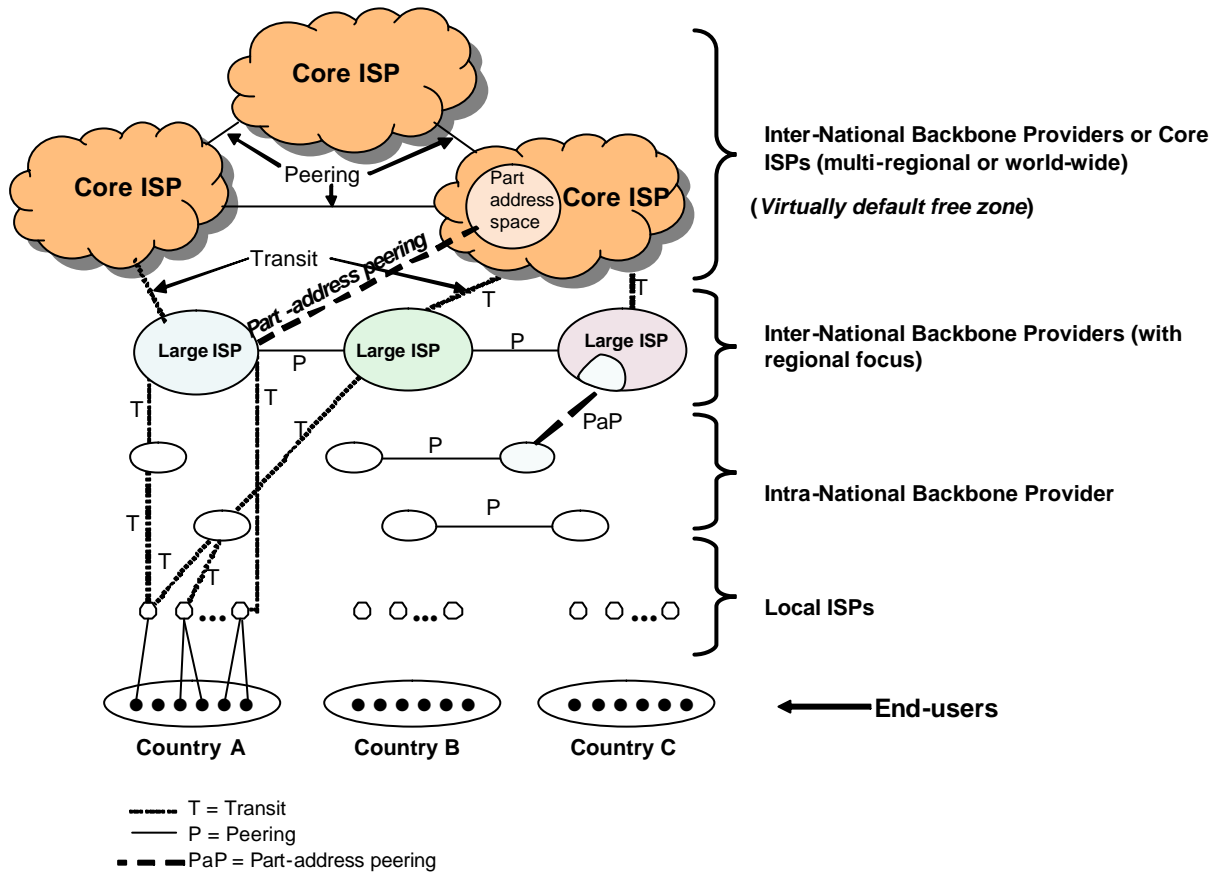 Core ISP
Core ISP
Peering
Part
address
space
Core ISP
Inter-National Backbone Providers or Core
ISPs (multi-regional or world-wide)
(Virtually default free zone)
Transit
Part -address peering
T
T
Large ISP
P
Large ISP
P
Large ISP
Inter-National Backbone Providers (with
regional focus)
T
T
T
PaP
P
Intra-National Backbone Provider
T
P
T
T
...
...
...
Local ISPs
End-users
Country A
Country B
Country C
T = Transit
P = Peering
PaP = Part-address peering